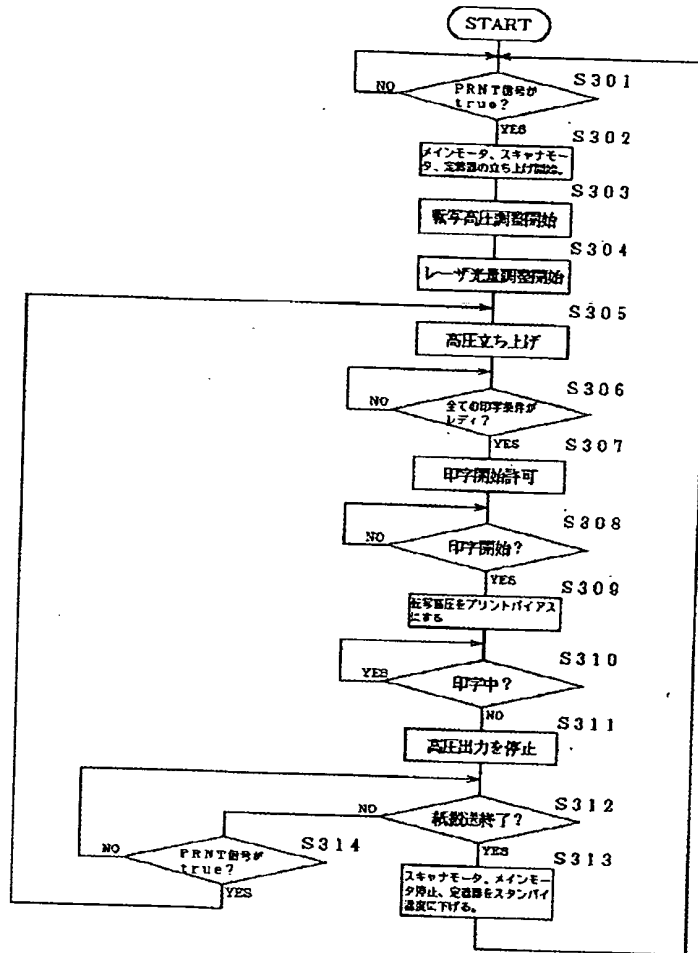 START
S301
PRNT信号が
true?
NO
YES
S302
メインモータ、スキャナモー
タ、定着器の立ち上げ開始。
S303
転写高圧調整開始
S304
レーザ光量調整開始
S305
高圧立ち上げ
S306
全ての印字条件が
レディ?
NO
YES
S307
印字開始許可
S308
印字開始?
NO
YES
S309
転写高圧をプリントバイアス
にする
S310
印字中?
YES
NO
S311
高圧出力を停止
S312
紙搬送終了?
NO
YES
S314
PRNT信号が
true?
NO
YES
S313
スキャナモータ、メインモー
タ停止、定着器をスタンバイ
温度に下げる。